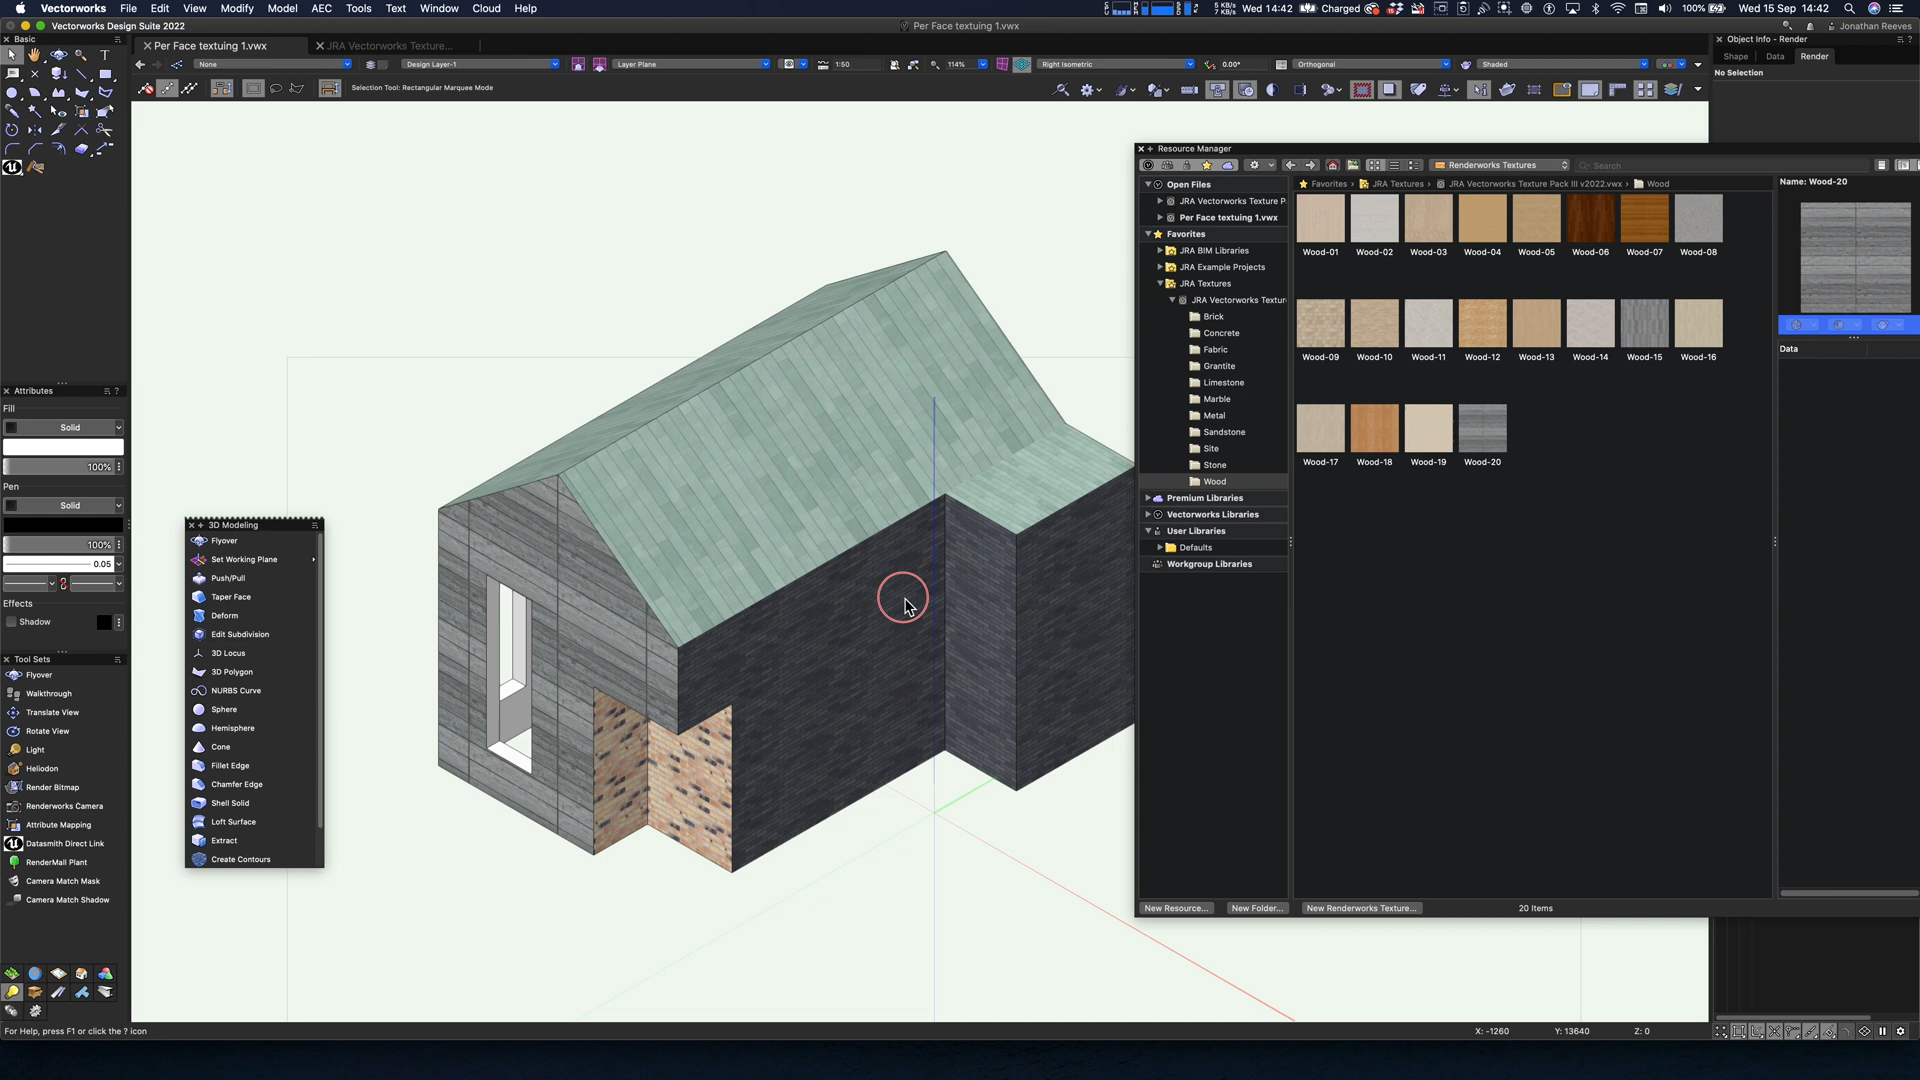 Vectorworks File Edit View Modify Model AEC Tools Text Window Cloud Help
5 KB/s
7 KB/s
Wed 14:42 Charged 100% Wed 15 Sep 14:42
Vectorworks Design Suite 2022
Per Face textuing 1.vwx
Jonathan Reeves
Basic
Per Face textuing 1.vwx
JRA Vectorworks Texture...
Object Info - Render
Shape Data Render
No Selection
None
Design Layer-1
Layer Plane
1:50
114%
Right Isometric
0.00°
Orthogonal
Shaded
Selection Tool: Rectangular Marquee Mode
Attributes
Fill
Solid
100%
Pen
Solid
100%
0.05
Effects
Shadow
Tool Sets
Flyover
Walkthrough
Translate View
Rotate View
Light
Heliodon
Render Bitmap
Renderworks Camera
Attribute Mapping
Datasmith Direct Link
RenderMall Plant
Camera Match Mask
Camera Match Shadow
3D Modeling
Flyover
Set Working Plane
Push/Pull
Taper Face
Deform
Edit Subdivision
3D Locus
3D Polygon
NURBS Curve
Sphere
Hemisphere
Cone
Fillet Edge
Chamfer Edge
Shell Solid
Loft Surface
Extract
Create Contours
Resource Manager
Renderworks Textures
Search
Open Files
JRA Vectorworks Texture P
Per Face textuing 1.vwx
Favorites
JRA BIM Libraries
JRA Example Projects
JRA Textures
JRA Vectorworks Textur
Brick
Concrete
Fabric
Grantite
Limestone
Marble
Metal
Sandstone
Site
Stone
Wood
Premium Libraries
Vectorworks Libraries
User Libraries
Defaults
Workgroup Libraries
Favorites › JRA Textures › JRA Vectorworks Texture Pack III v2022.vwx › Wood
Wood-01 Wood-02 Wood-03 Wood-04 Wood-05 Wood-06 Wood-07 Wood-08
Wood-09 Wood-10 Wood-11 Wood-12 Wood-13 Wood-14 Wood-15 Wood-16
Wood-17 Wood-18 Wood-19 Wood-20
Name: Wood-20
Data
New Resource... New Folder... New Renderworks Texture... 20 Items
For Help, press F1 or click the ? icon
X: -1260 Y: 13640 Z: 0